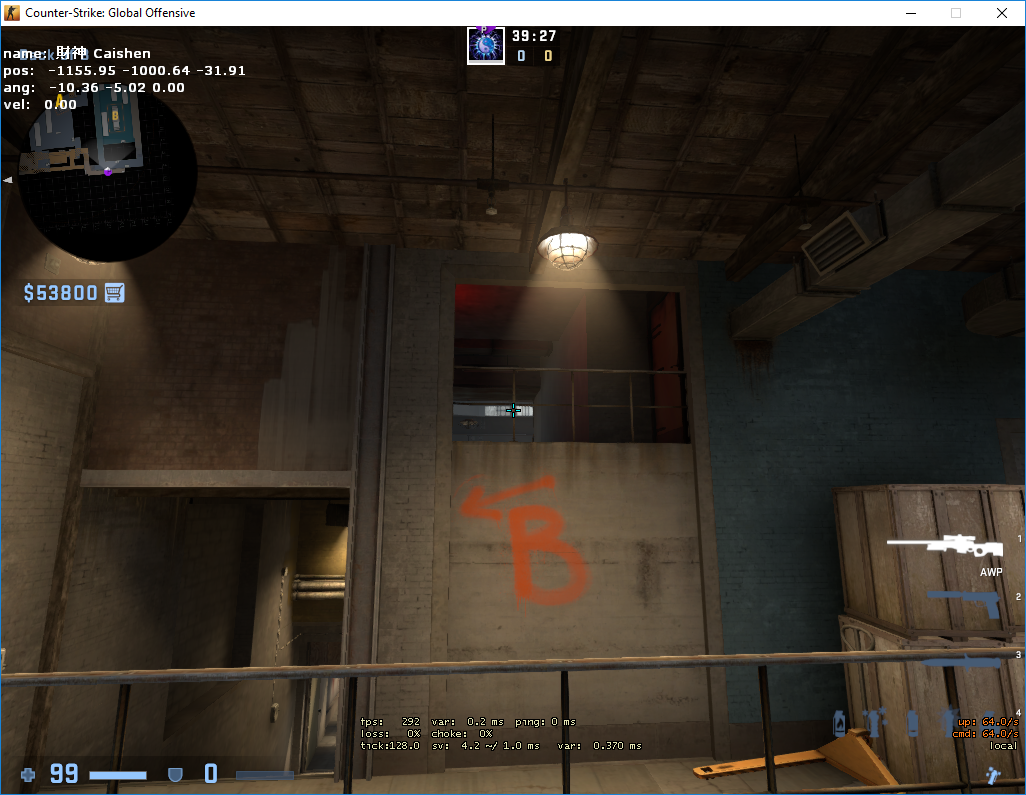 Counter-Strike: Global Offensive
39:27
0 0
name: 財神 Caishen
pos: -1155.95 -1000.64 -31.91
ang: -10.36 -5.02 0.00
vel: 0.00
B
$53800
B
1
AWP
2
3
4
fps: 292 var: 0.2 ms ping: 0 ms
loss: 0% choke: 0%
tick:128.0 sv: 4.2 ~/ 1.0 ms var: 0.370 ms
up: 64.0/s
cmd: 64.0/s
local
99 0